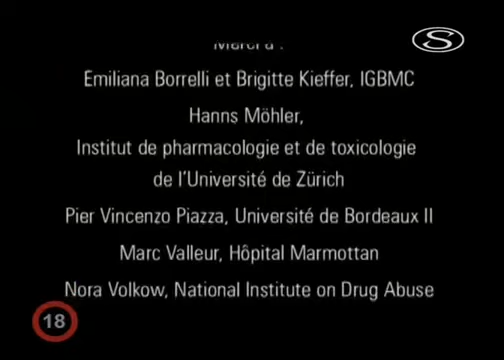 Merci à :
S
Emiliana Borrelli et Brigitte Kieffer, IGBMC
Hanns Möhler,
Institut de pharmacologie et de toxicologie
de l'Université de Zürich
Pier Vincenzo Piazza, Université de Bordeaux II
Marc Valleur, Hôpital Marmottan
Nora Volkow, National Institute on Drug Abuse
18